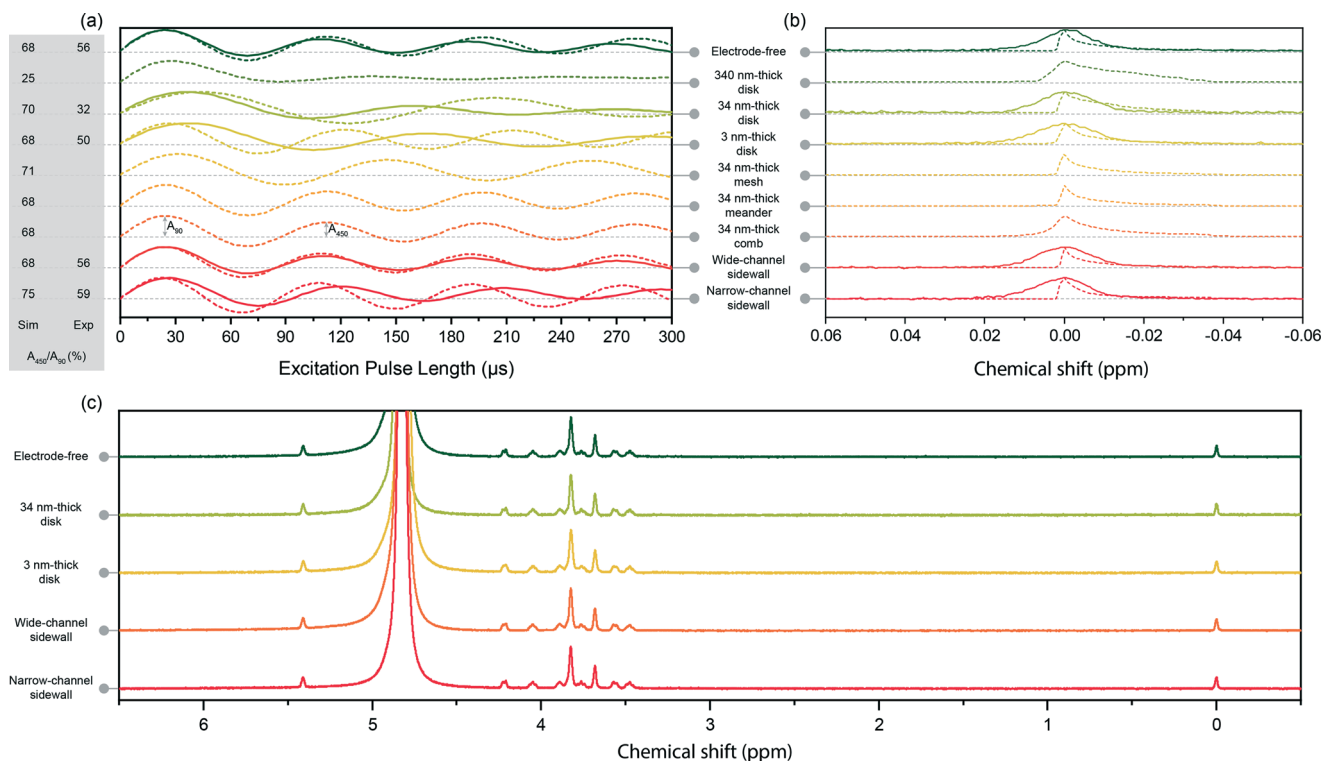 (a)
(b)
68 56
25
70 32
68 50
71
68
68
68 56
75 59
Sim Exp
A450/A90 (%)
A90
A450
0 30 60 90 120 150 180 210 240 270 300
Excitation Pulse Length (μs)
Electrode-free
340 nm-thick
disk
34 nm-thick
disk
3 nm-thick
disk
34 nm-thick
mesh
34 nm-thick
meander
34 nm-thick
comb
Wide-channel
sidewall
Narrow-channel
sidewall
0.06 0.04 0.02 0.00 -0.02 -0.04 -0.06
Chemical shift (ppm)
(c)
Electrode-free
34 nm-thick
disk
3 nm-thick
disk
Wide-channel
sidewall
Narrow-channel
sidewall
6 5 4 3 2 1 0
Chemical shift (ppm)